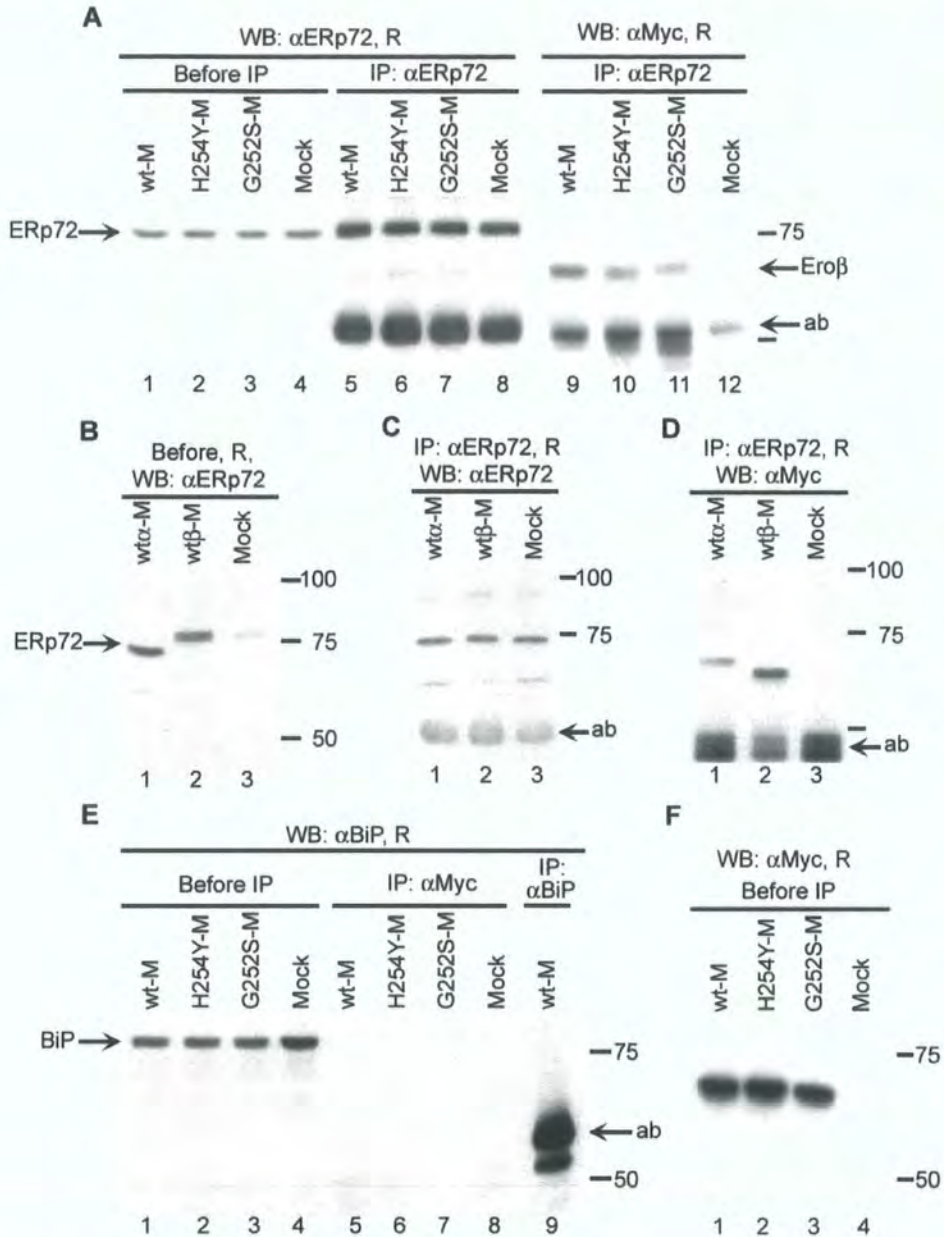 A
WB: αERp72, R
WB: αMyc, R
Before IP
IP: αERp72
IP: αERp72
wt-M
H254Y-M
G252S-M
Mock
wt-M
H254Y-M
G252S-M
Mock
wt-M
H254Y-M
G252S-M
Mock
ERp72
75
Eroβ
ab
1 2 3 4 5 6 7 8 9 10 11 12
B
Before, R,
WB: αERp72
wtα-M
wtβ-M
Mock
100
ERp72
75
50
1 2 3
C
IP: αERp72, R
WB: αERp72
wtα-M
wtβ-M
Mock
100
75
ab
1 2 3
D
IP: αERp72, R
WB: αMyc
wtα-M
wtβ-M
Mock
100
75
ab
1 2 3
E
WB: αBiP, R
Before IP
IP: αMyc
IP:
αBiP
wt-M
H254Y-M
G252S-M
Mock
wt-M
H254Y-M
G252S-M
Mock
wt-M
BiP
75
ab
50
1 2 3 4 5 6 7 8 9
F
WB: αMyc, R
Before IP
wt-M
H254Y-M
G252S-M
Mock
75
50
1 2 3 4